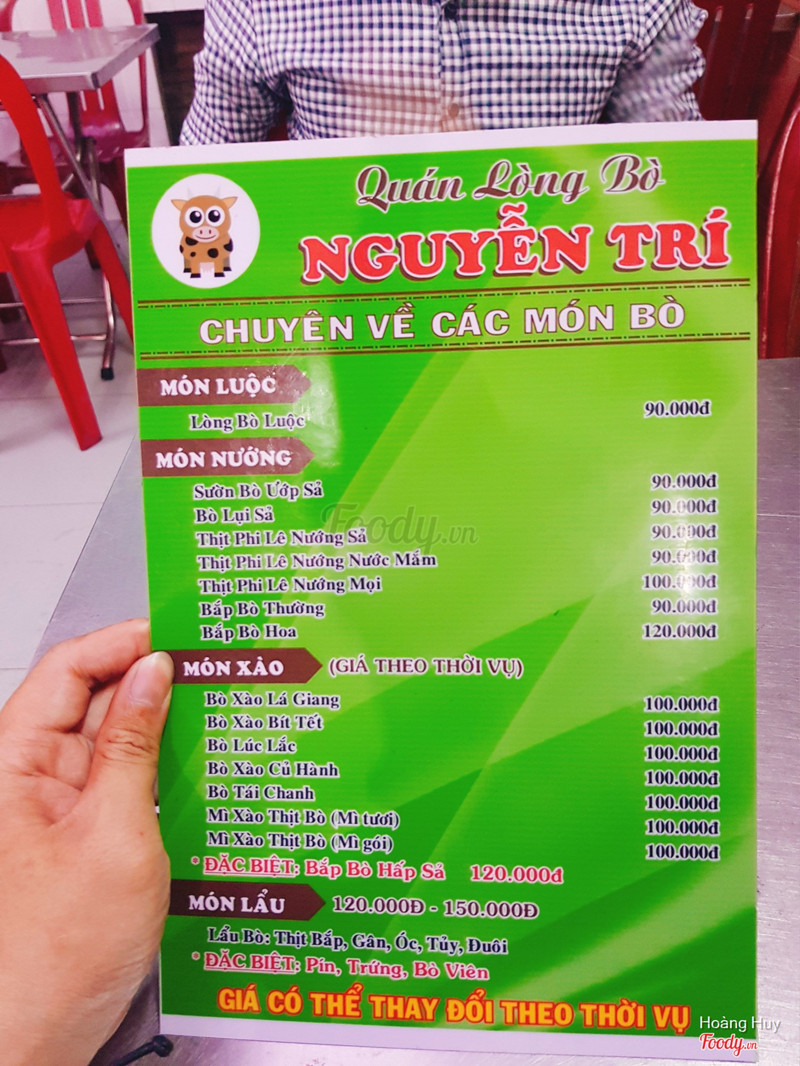 Quán Lòng Bò
NGUYỄN TRÍ
CHUYÊN VỀ CÁC MÓN BÒ
MÓN LUỘC
Lòng Bò Luộc 90.000đ
MÓN NƯỚNG
Sườn Bò Ướp Sả 90.000đ
Bò Lụi Sả 90.000đ
Thịt Phi Lê Nướng Sả 90.000đ
Thịt Phi Lê Nướng Nước Mắm 90.000đ
Thịt Phi Lê Nướng Mọi 100.000đ
Bắp Bò Thường 90.000đ
Bắp Bò Hoa 120.000đ
MÓN XÀO (GIÁ THEO THỜI VỤ)
Bò Xào Lá Giang 100.000đ
Bò Xào Bít Tết 100.000đ
Bò Lúc Lắc 100.000đ
Bò Xào Củ Hành 100.000đ
Bò Tái Chanh 100.000đ
Mì Xào Thịt Bò (Mì tươi) 100.000đ
Mì Xào Thịt Bò (Mì gói) 100.000đ
* ĐẶC BIỆT: Bắp Bò Hấp Sả 120.000đ
MÓN LẨU 120.000Đ - 150.000Đ
Lẩu Bò: Thịt Bắp, Gân, Óc, Tủy, Đuôi
* ĐẶC BIỆT: Pín, Trứng, Bò Viên
GIÁ CÓ THỂ THAY ĐỔI THEO THỜI VỤ
Foody.vn
Hoàng Huy
Foody.vn